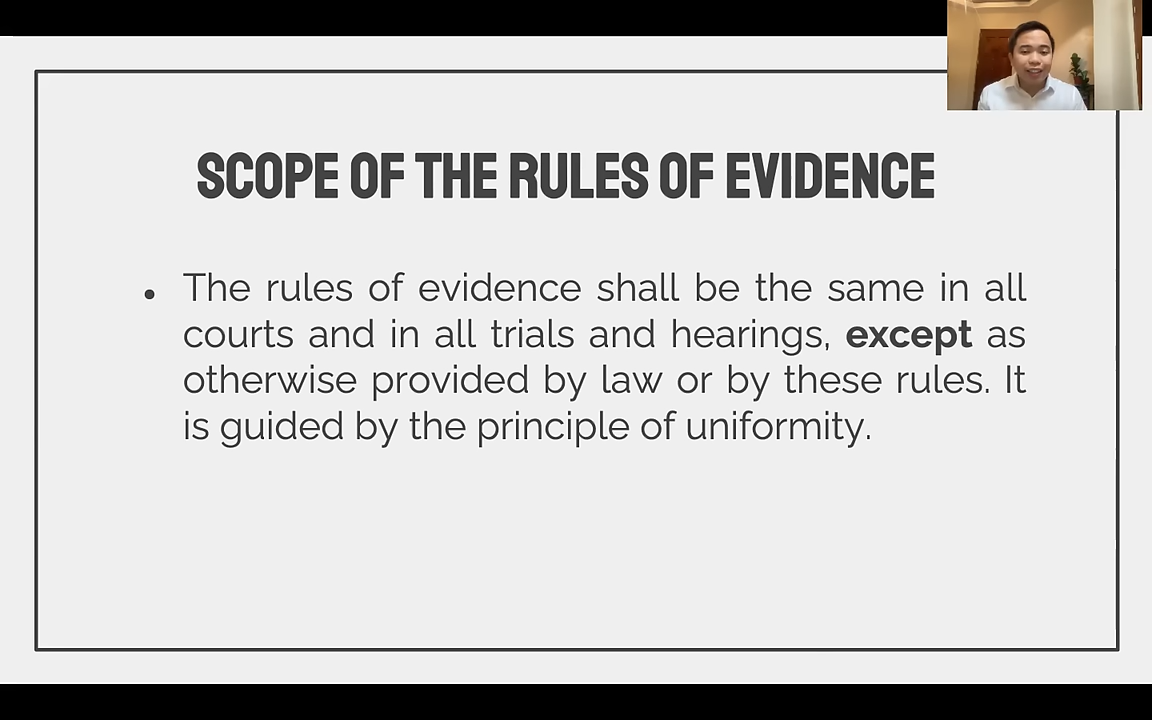 SCOPE OF THE RULES OF EVIDENCE
• The rules of evidence shall be the same in all
courts and in all trials and hearings, except as
otherwise provided by law or by these rules. It
is guided by the principle of uniformity.